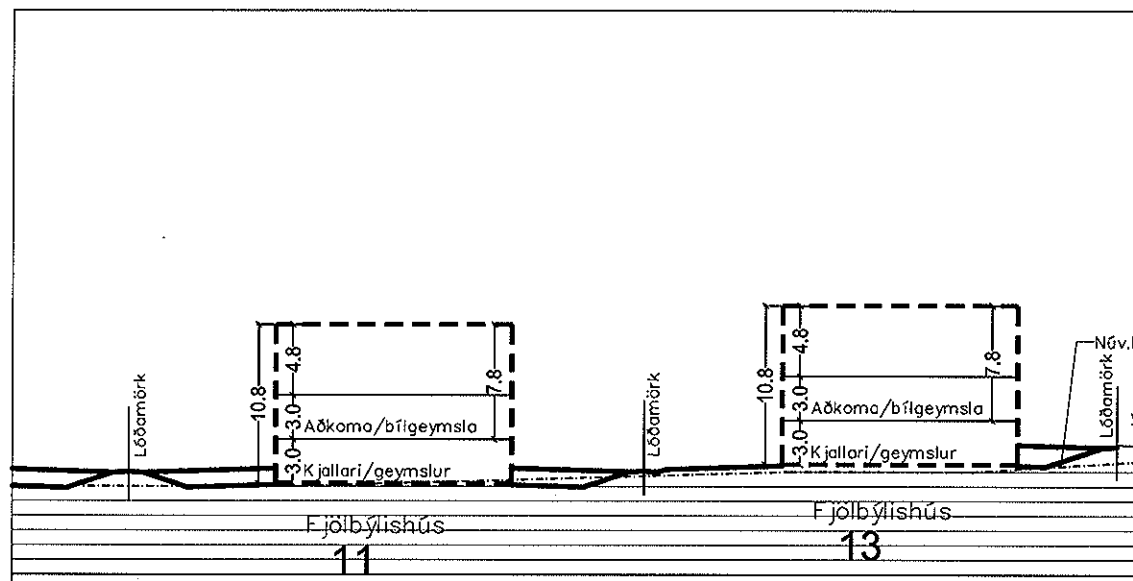 10.8
4.8
3.0
3.0
7.8
Aðkoma/bílgeymsla
Kjallari/geymslur
Lóðamörk
Fjölbýlishús
11
Lóðamörk
10.8
4.8
3.0
3.0
7.8
Aðkoma/bílgeymsla
Kjallari/geymslur
Fjölbýlishús
13
Núv.
Lóðamörk